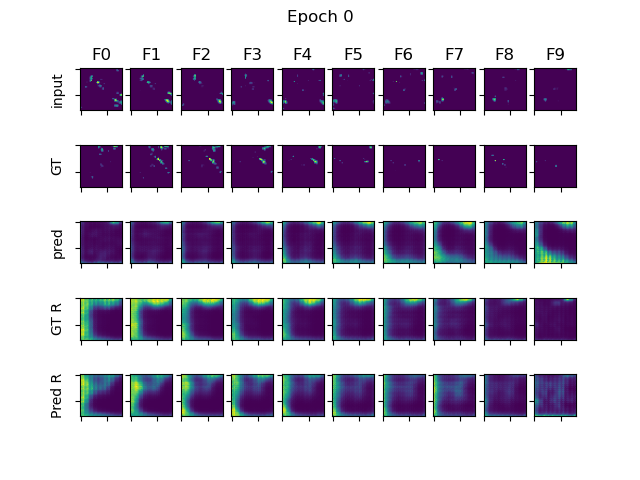 Epoch 0
F0 F1 F2 F3 F4 F5 F6 F7 F8 F9
input
GT
pred
GT R
Pred R